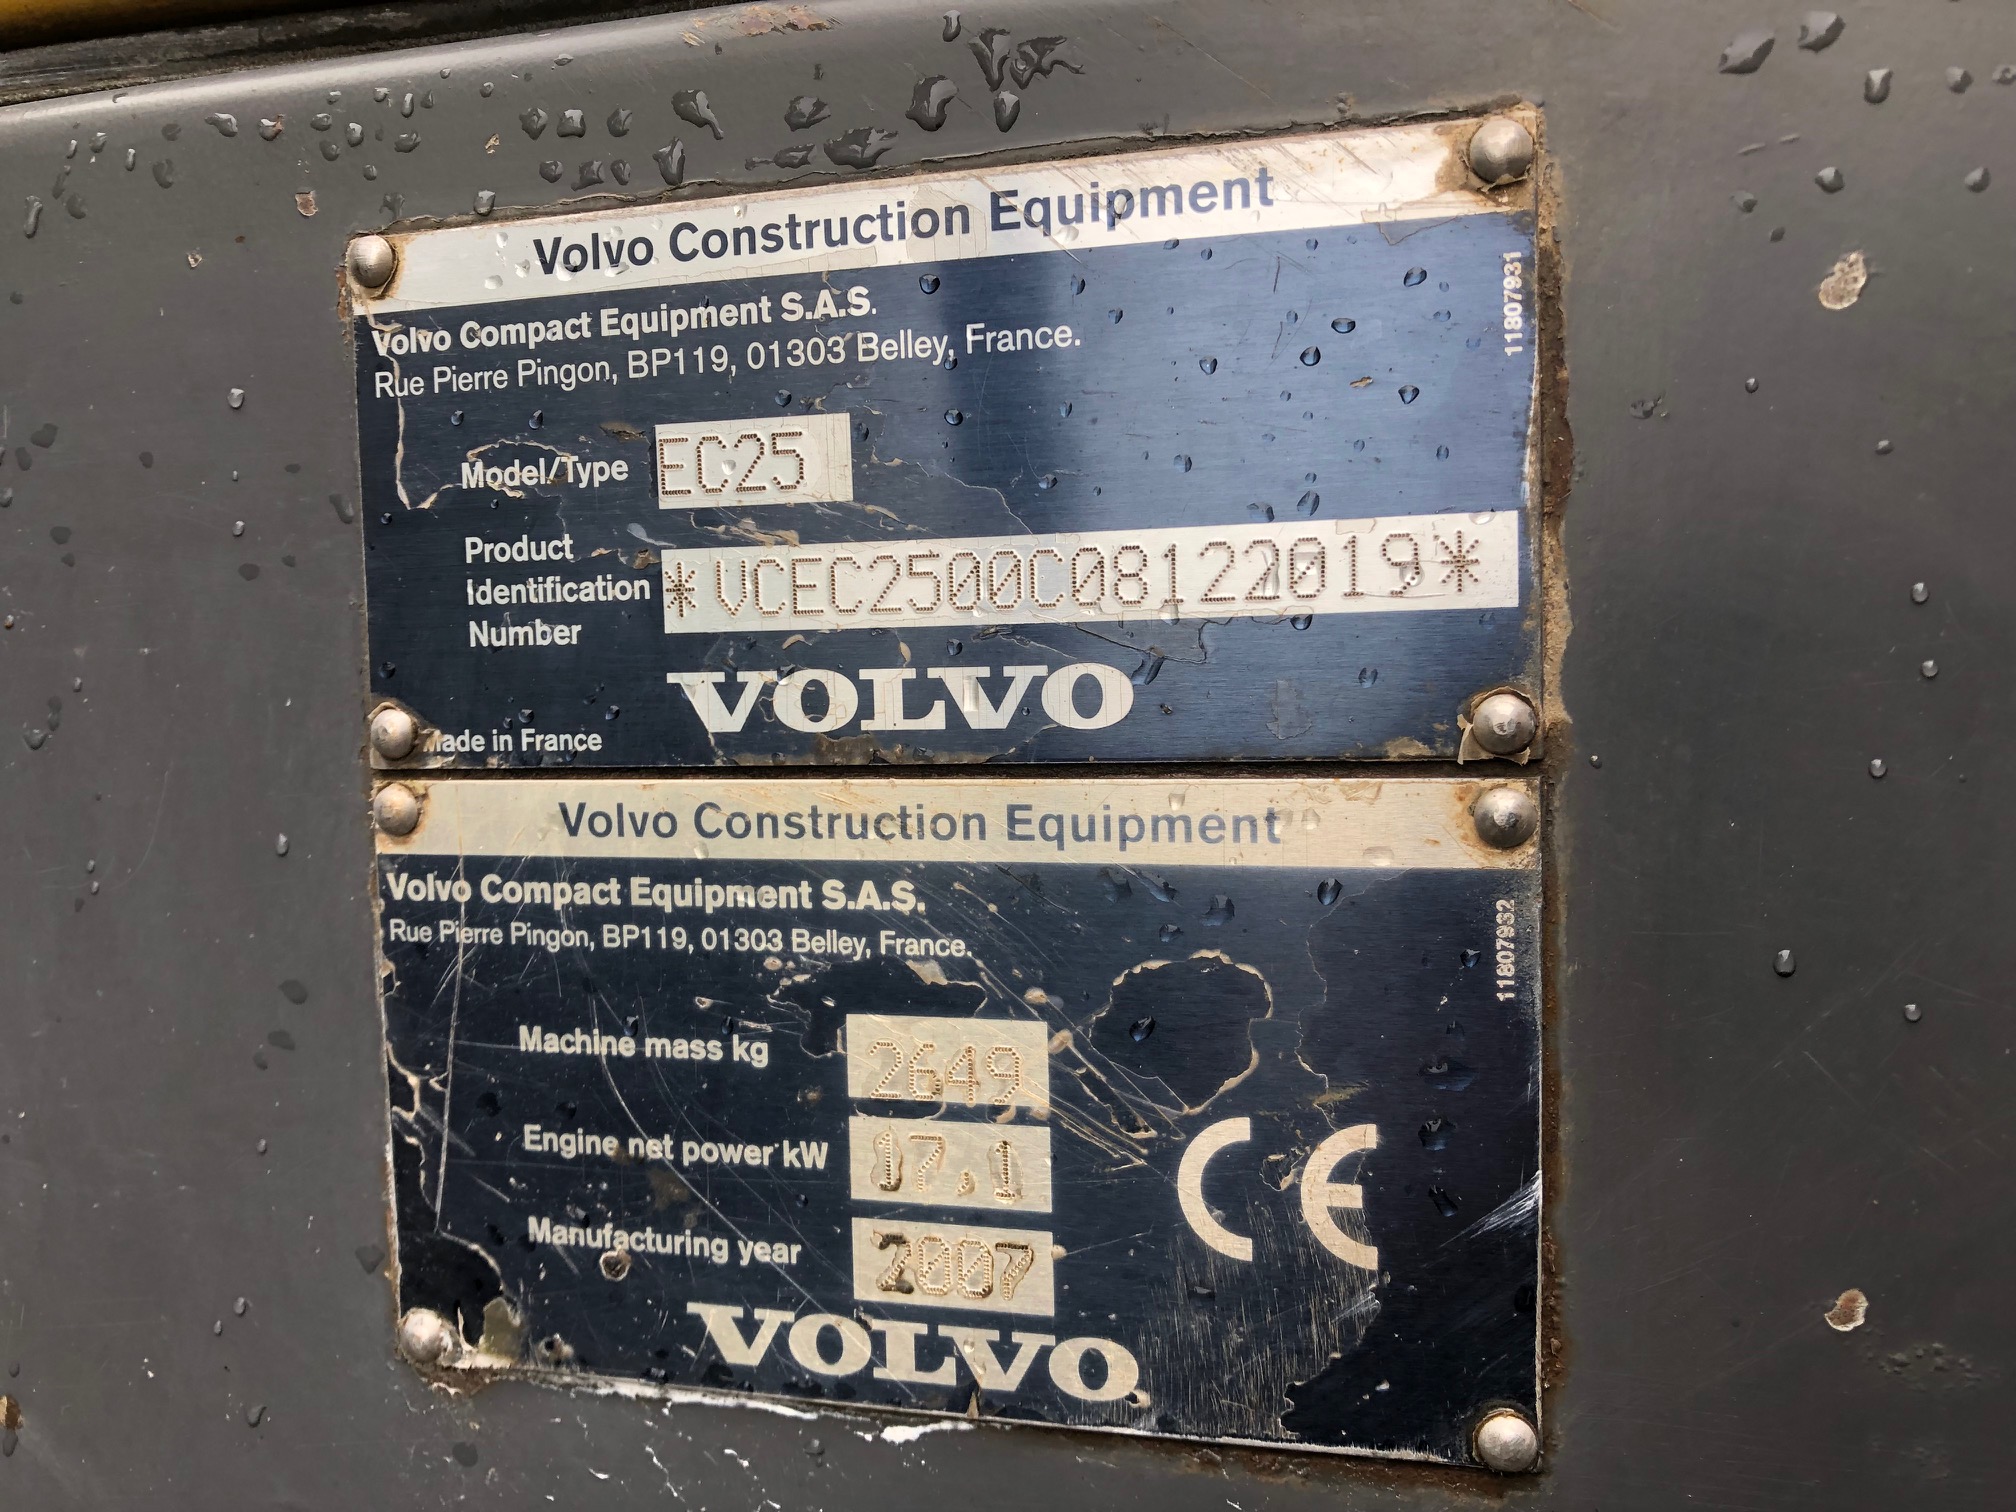 Volvo Construction Equipment
Volvo Compact Equipment S.A.S.
Rue Pierre Pingon, BP119, 01303 Belley, France.
11807931
Model/Type EC25
Product
Identification
Number
*VCEC2500C08122019*
VOLVO
Made in France
Volvo Construction Equipment
Volvo Compact Equipment S.A.S.
Rue Pierre Pingon, BP119, 01303 Belley, France.
11807932
Machine mass kg 2649
Engine net power kW 17.1
Manufacturing year 2007
CE
VOLVO